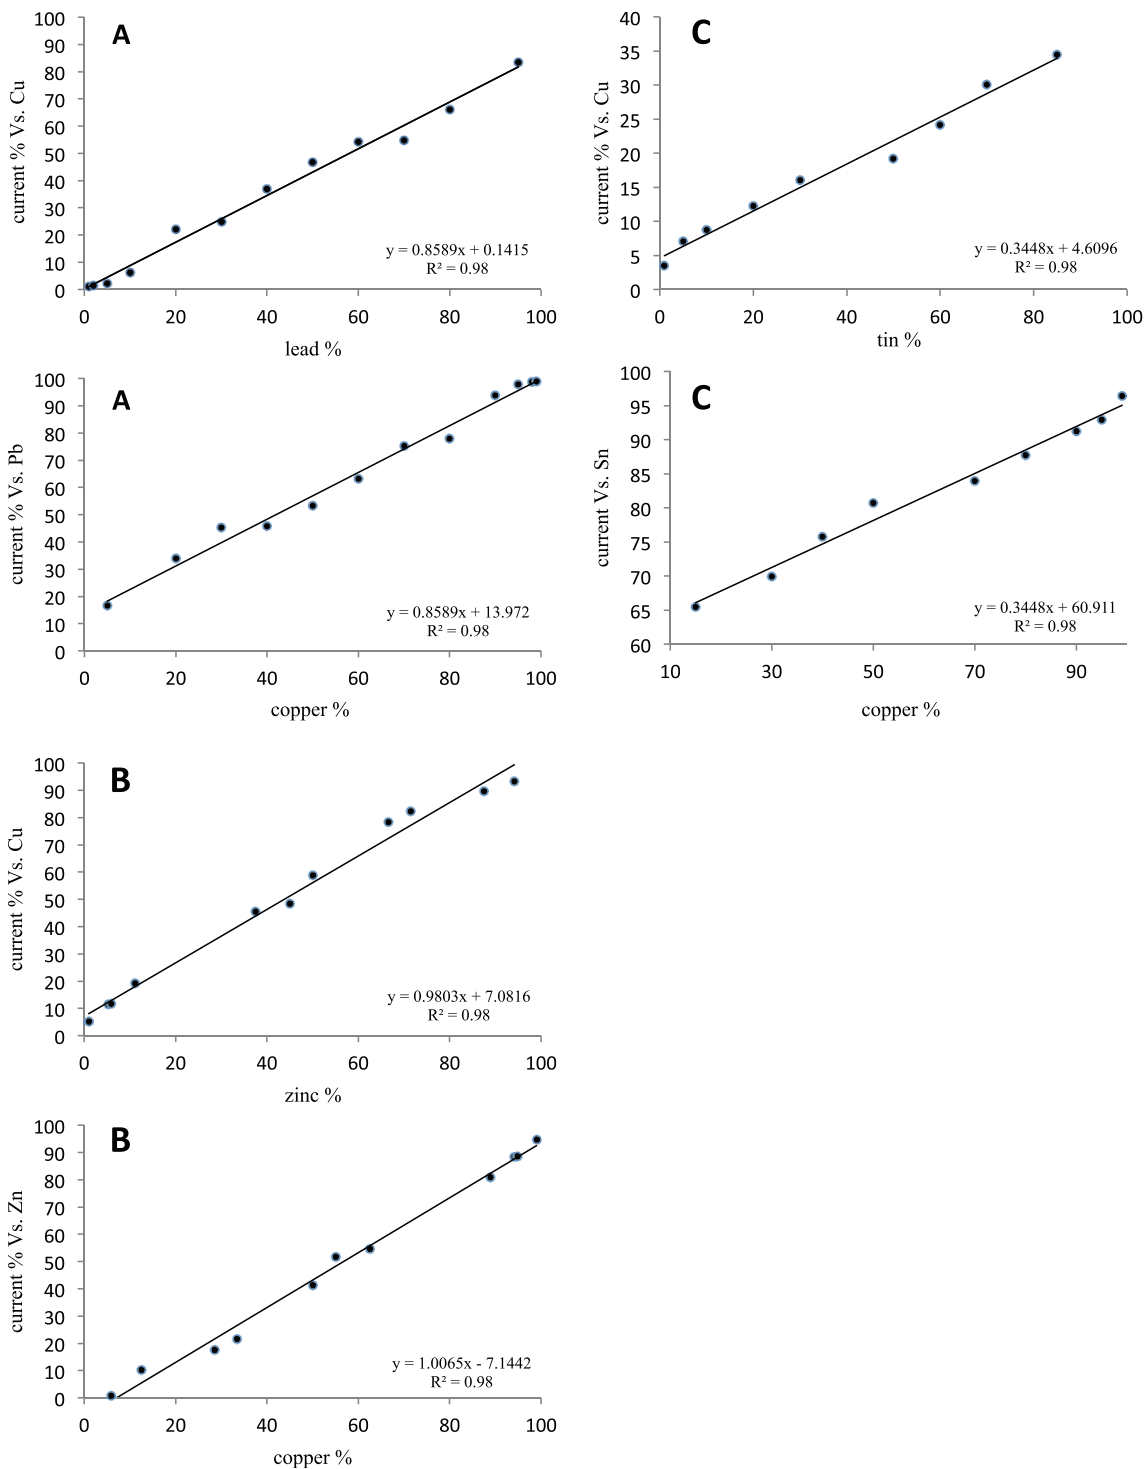 A
current % Vs. Cu
100
90
80
70
60
50
40
30
20
10
0
y = 0.8589x + 0.1415
R² = 0.98
0 20 40 60 80 100
lead %
C
current % Vs. Cu
40
35
30
25
20
15
10
5
0
y = 0.3448x + 4.6096
R² = 0.98
0 20 40 60 80 100
tin %
A
current % Vs. Pb
100
90
80
70
60
50
40
30
20
10
0
y = 0.8589x + 13.972
R² = 0.98
0 20 40 60 80 100
copper %
C
current Vs. Sn
100
95
90
85
80
75
70
65
60
y = 0.3448x + 60.911
R² = 0.98
10 30 50 70 90
copper %
B
current % Vs. Cu
100
90
80
70
60
50
40
30
20
10
0
y = 0.9803x + 7.0816
R² = 0.98
0 20 40 60 80 100
zinc %
B
current % Vs. Zn
100
90
80
70
60
50
40
30
20
10
0
y = 1.0065x - 7.1442
R² = 0.98
0 20 40 60 80 100
copper %